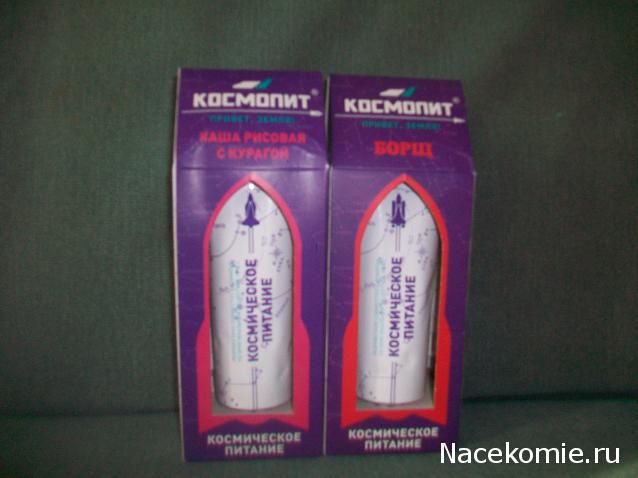 КОСМОПИТ®
ПРИВЕТ, ЗЕМЛЯ!
КАША РИСОВАЯ
С КУРАГОЙ
КОСМИЧЕСКОЕ
ПИТАНИЕ
КОСМИЧЕСКОЕ
ПИТАНИЕ
КОСМОПИТ®
ПРИВЕТ, ЗЕМЛЯ!
БОРЩ
КОСМИЧЕСКОЕ
ПИТАНИЕ
КОСМИЧЕСКОЕ
ПИТАНИЕ
Nacekomie.ru